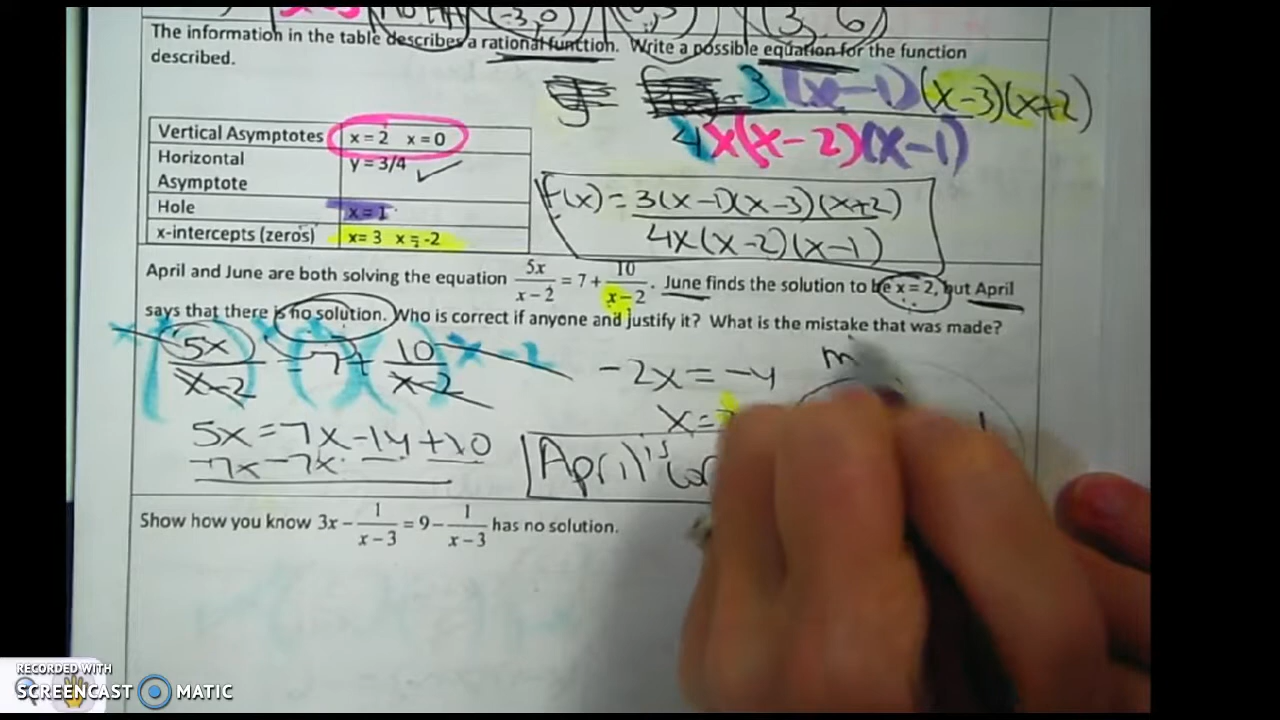 (-3,0)
(3, 6)
The information in the table describes a rational function. Write a possible equation for the function
described.
3(x-1)(x-3)(x+2)
4x(x-2)(x-1)
Vertical Asymptotes x = 2 x = 0
Horizontal
Asymptote y = 3/4 ✓
Hole x = 1
x-intercepts (zeros) x= 3 x = -2
f(x) = 3(x-1)(x-3)(x+2)
4x(x-2)(x-1)
April and June are both solving the equation 5x/x − 2 = 7 + 10/x − 2. June finds the solution to be x = 2, but April
says that there is no solution. Who is correct if anyone and justify it? What is the mistake that was made?
5x/x-2 = 7 + 10/x-2 x-2
5x = 7x - 14 + 10
-7x -7x
-2x = -4
x =
April is
Show how you know 3x − 1/x − 3 = 9 − 1/x − 3 has no solution.
RECORDED WITH
SCREENCAST MATIC